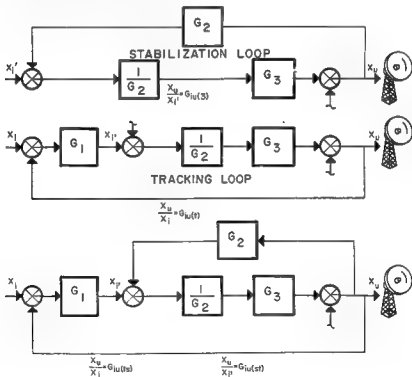 G2
STABILIZATION LOOP
Xi' 1/G2 Xu/Xi' = Giu(3) G3 Xu
Xi G1 Xi' 1/G2 G3 Xu
TRACKING LOOP
Xu/Xi = Giu(t)
G2
Xi G1 Xi' 1/G2 G3 Xu
Xu/Xi = Giu(ts) Xu/Xi' = Giu(st)